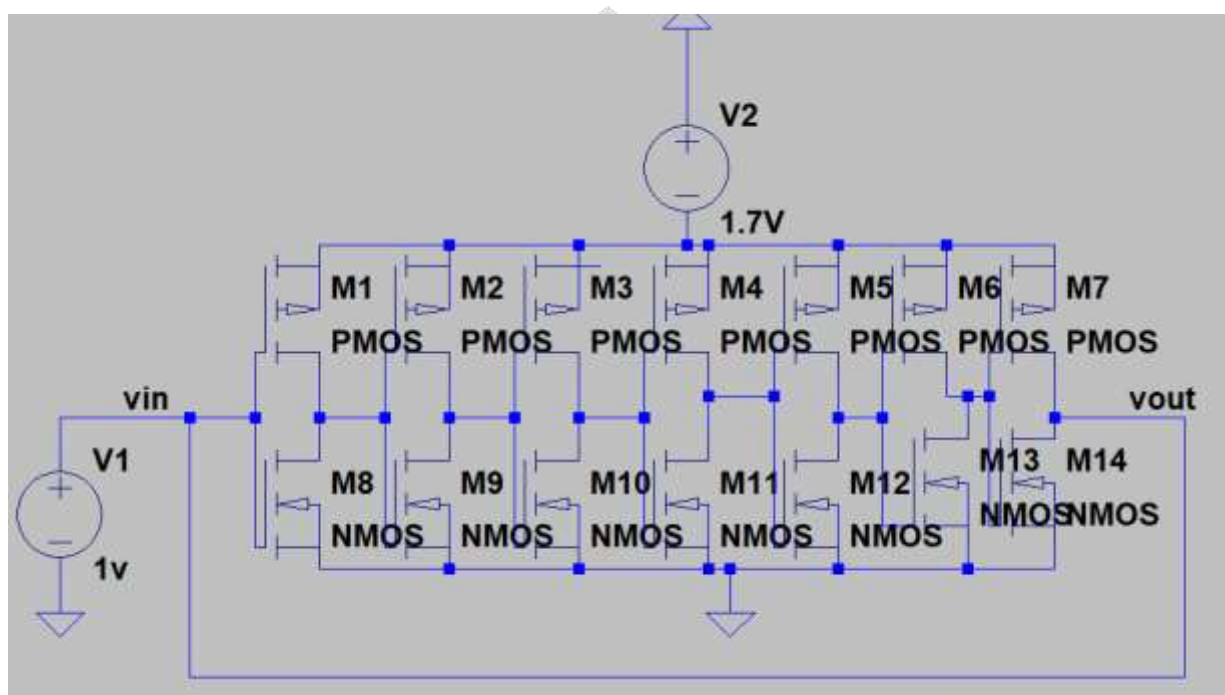 V2
1.7V
M1 M2 M3 M4 M5 M6 M7
PMOS PMOS PMOS PMOS PMOS PMOS PMOS
vin vout
V1
M8 M9 M10 M11 M12 M13 M14
NMOS NMOS NMOS NMOS NMOS NMOS NMOS
1v